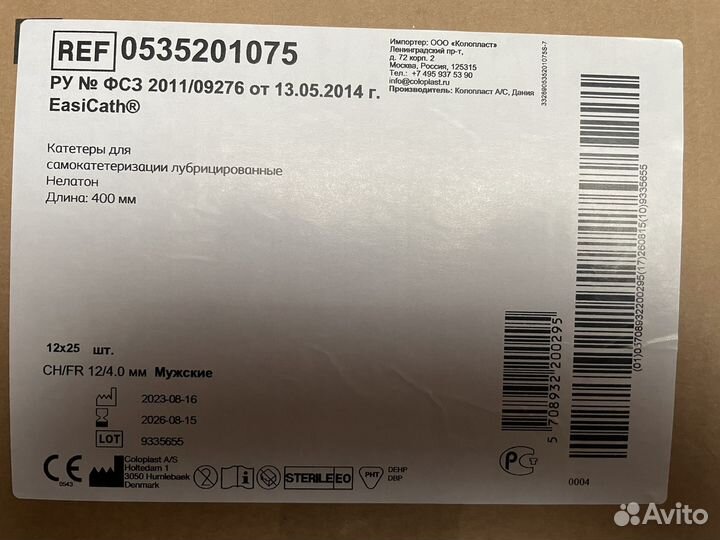 REF 0535201075
РУ № ФСЗ 2011/09276 от 13.05.2014 г.
EasiCath®
Импортер: ООО «Колопласт»
Ленинградский пр-т,
д. 72 корп. 2
Москва, Россия, 125315
Тел.: +7 495 937 53 90
info@coloplast.ru
Производитель: Колопласт А/С, Дания
Катетеры для
самокатетеризации лубрицированные
Нелатон
Длина: 400 мм
12x25 шт.
CH/FR 12/4.0 мм Мужские
2023-08-16
2026-08-15
LOT 9335655
CE 0543
Coloplast A/S
Holtedam 1
3050 Humlebaek
Denmark
STERILE EO
PHT
DEHP
DBP
5 708932 200295
(01)05708932200295(17)260815(10)9335655
0004
Avito